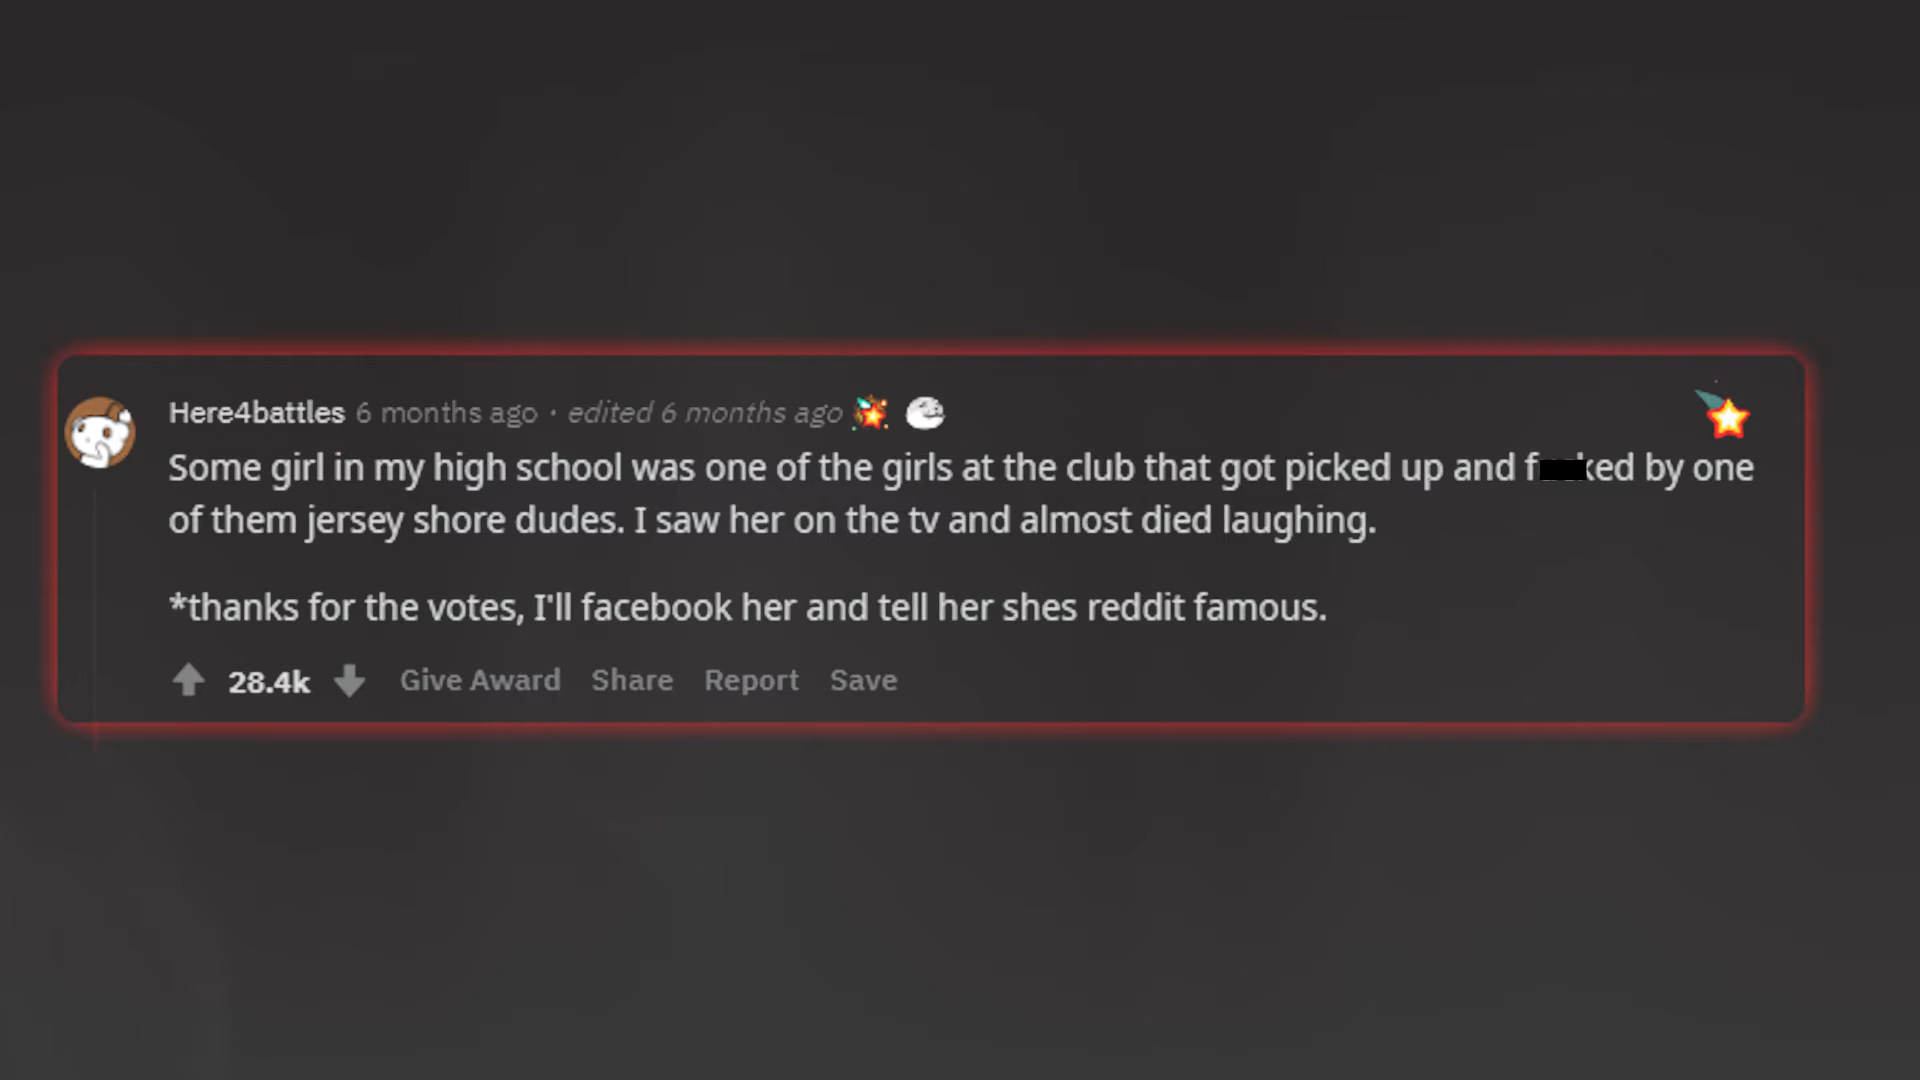 Here4battles 6 months ago · edited 6 months ago
Some girl in my high school was one of the girls at the club that got picked up and f ked by one
of them jersey shore dudes. I saw her on the tv and almost died laughing.
*thanks for the votes, I'll facebook her and tell her shes reddit famous.
28.4k Give Award Share Report Save